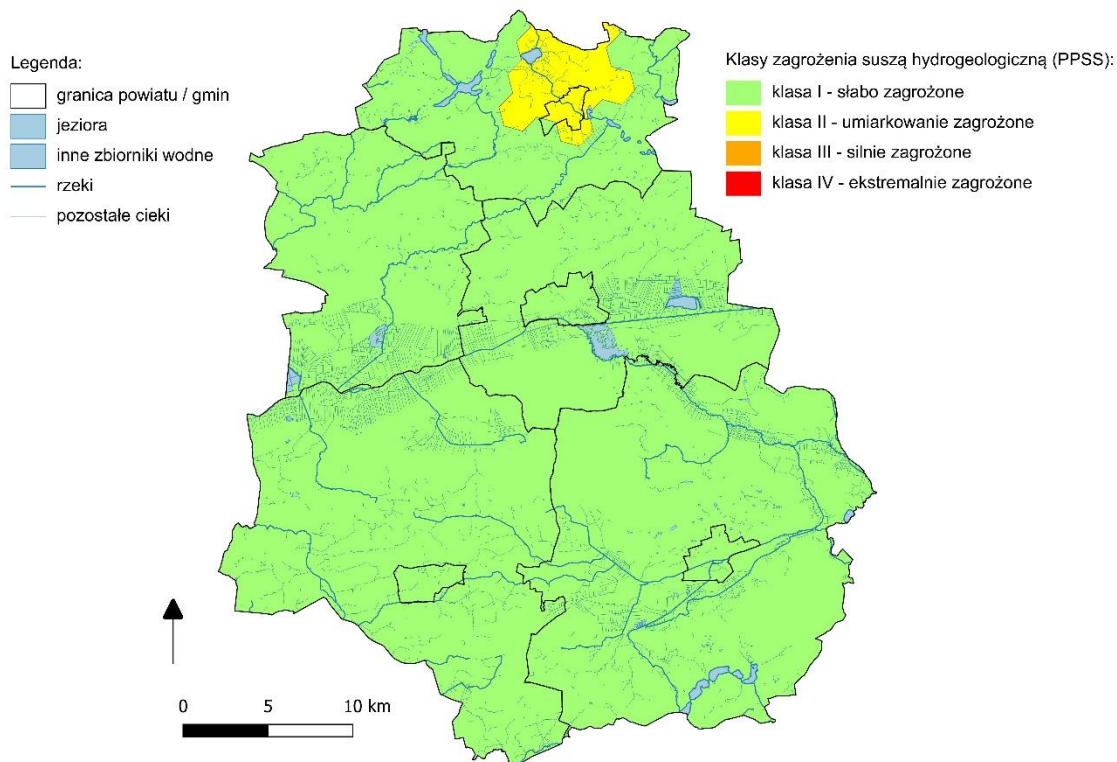 Legenda:
granica powiatu / gmin
jeziora
inne zbiorniki wodne
rzeki
pozostałe cieki
Klasy zagrożenia suszą hydrogeologiczną (PPSS):
klasa I - słabo zagrożone
klasa II - umiarkowanie zagrożone
klasa III - silnie zagrożone
klasa IV - ekstremalnie zagrożone
0 5 10 km